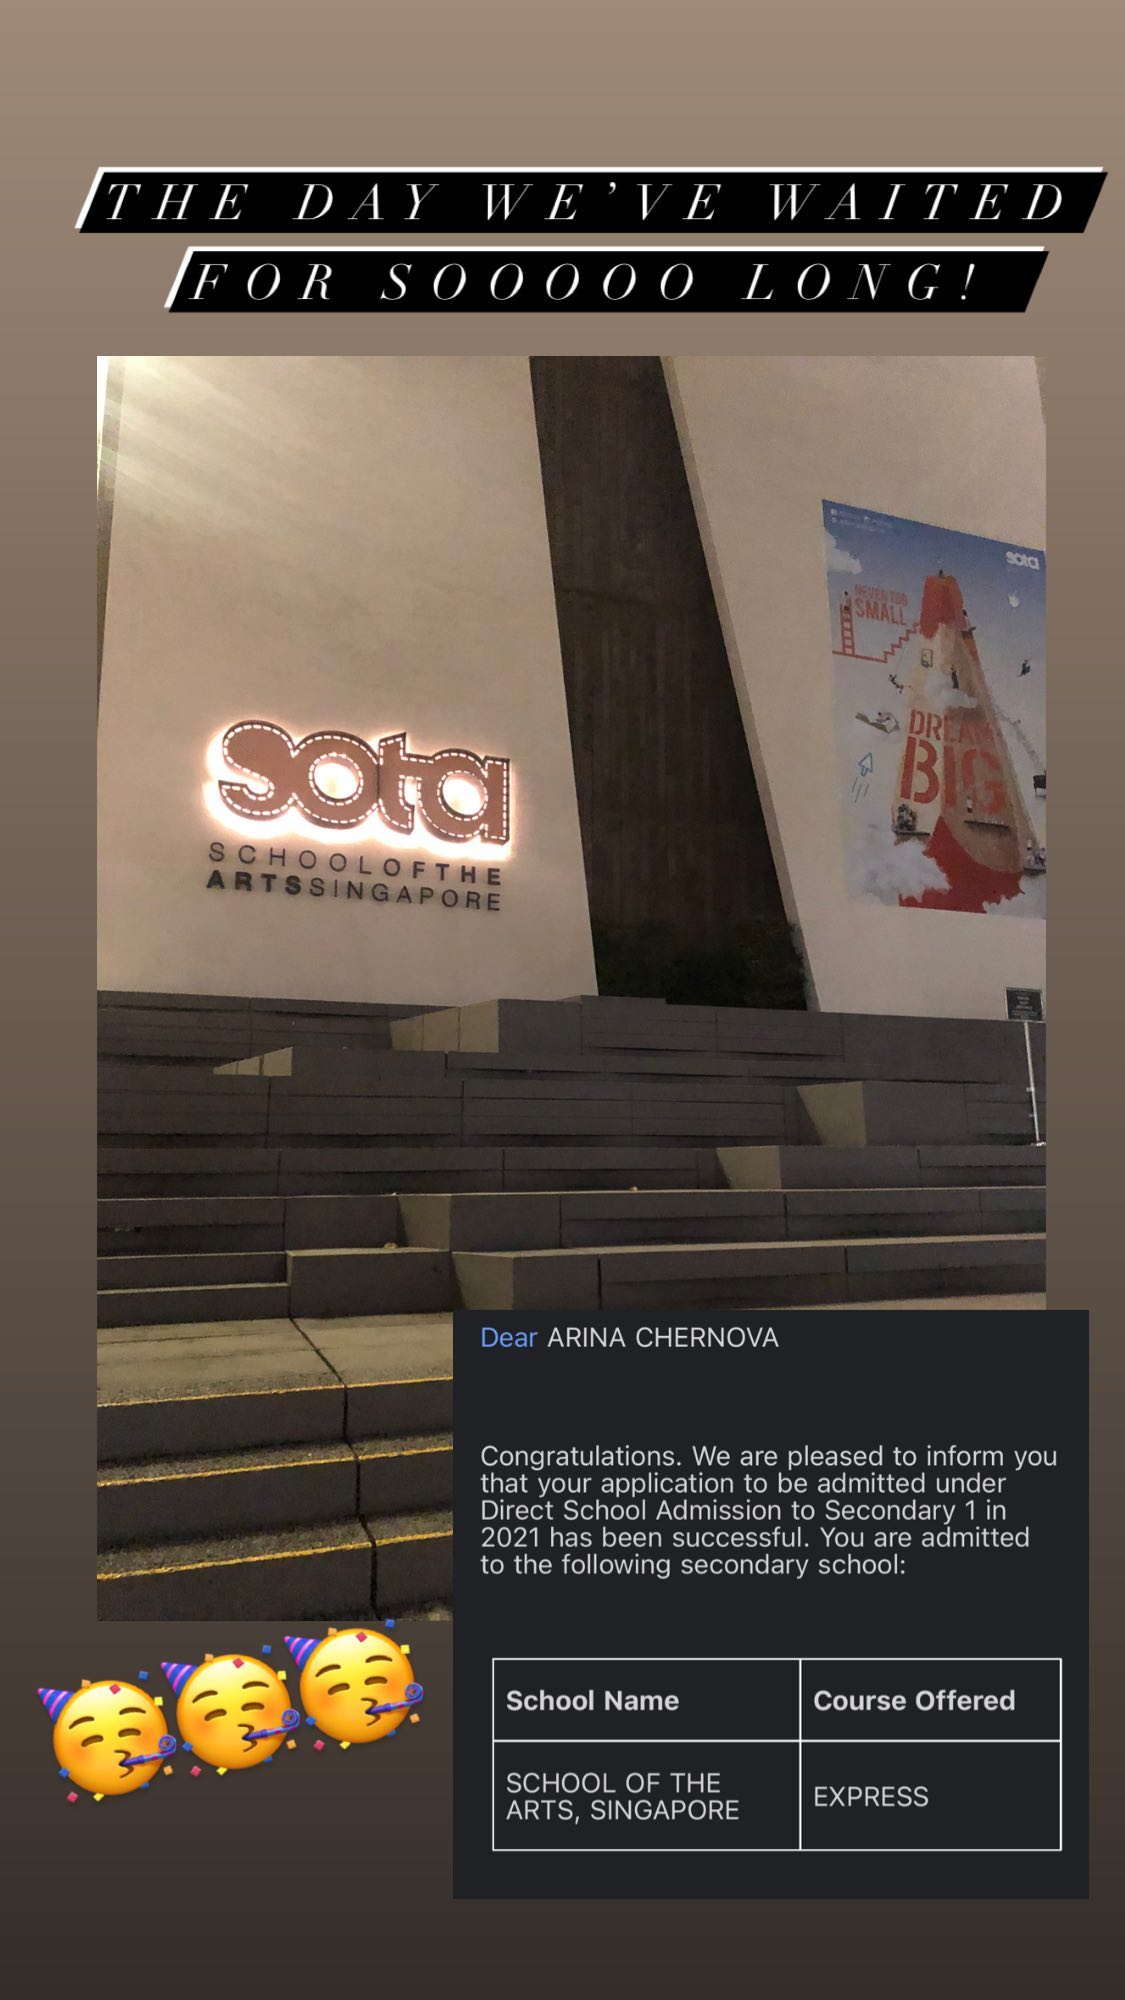 THE DAY WE'VE WAITED
FOR SOOOOO LONG!
sota
SCHOOLOFTHE
ARTSSINGAPORE
sota
NEVER TOO
SMALL
DREAM
BIG
Dear ARINA CHERNOVA
Congratulations. We are pleased to inform you
that your application to be admitted under
Direct School Admission to Secondary 1 in
2021 has been successful. You are admitted
to the following secondary school:
School Name
Course Offered
SCHOOL OF THE
ARTS, SINGAPORE
EXPRESS